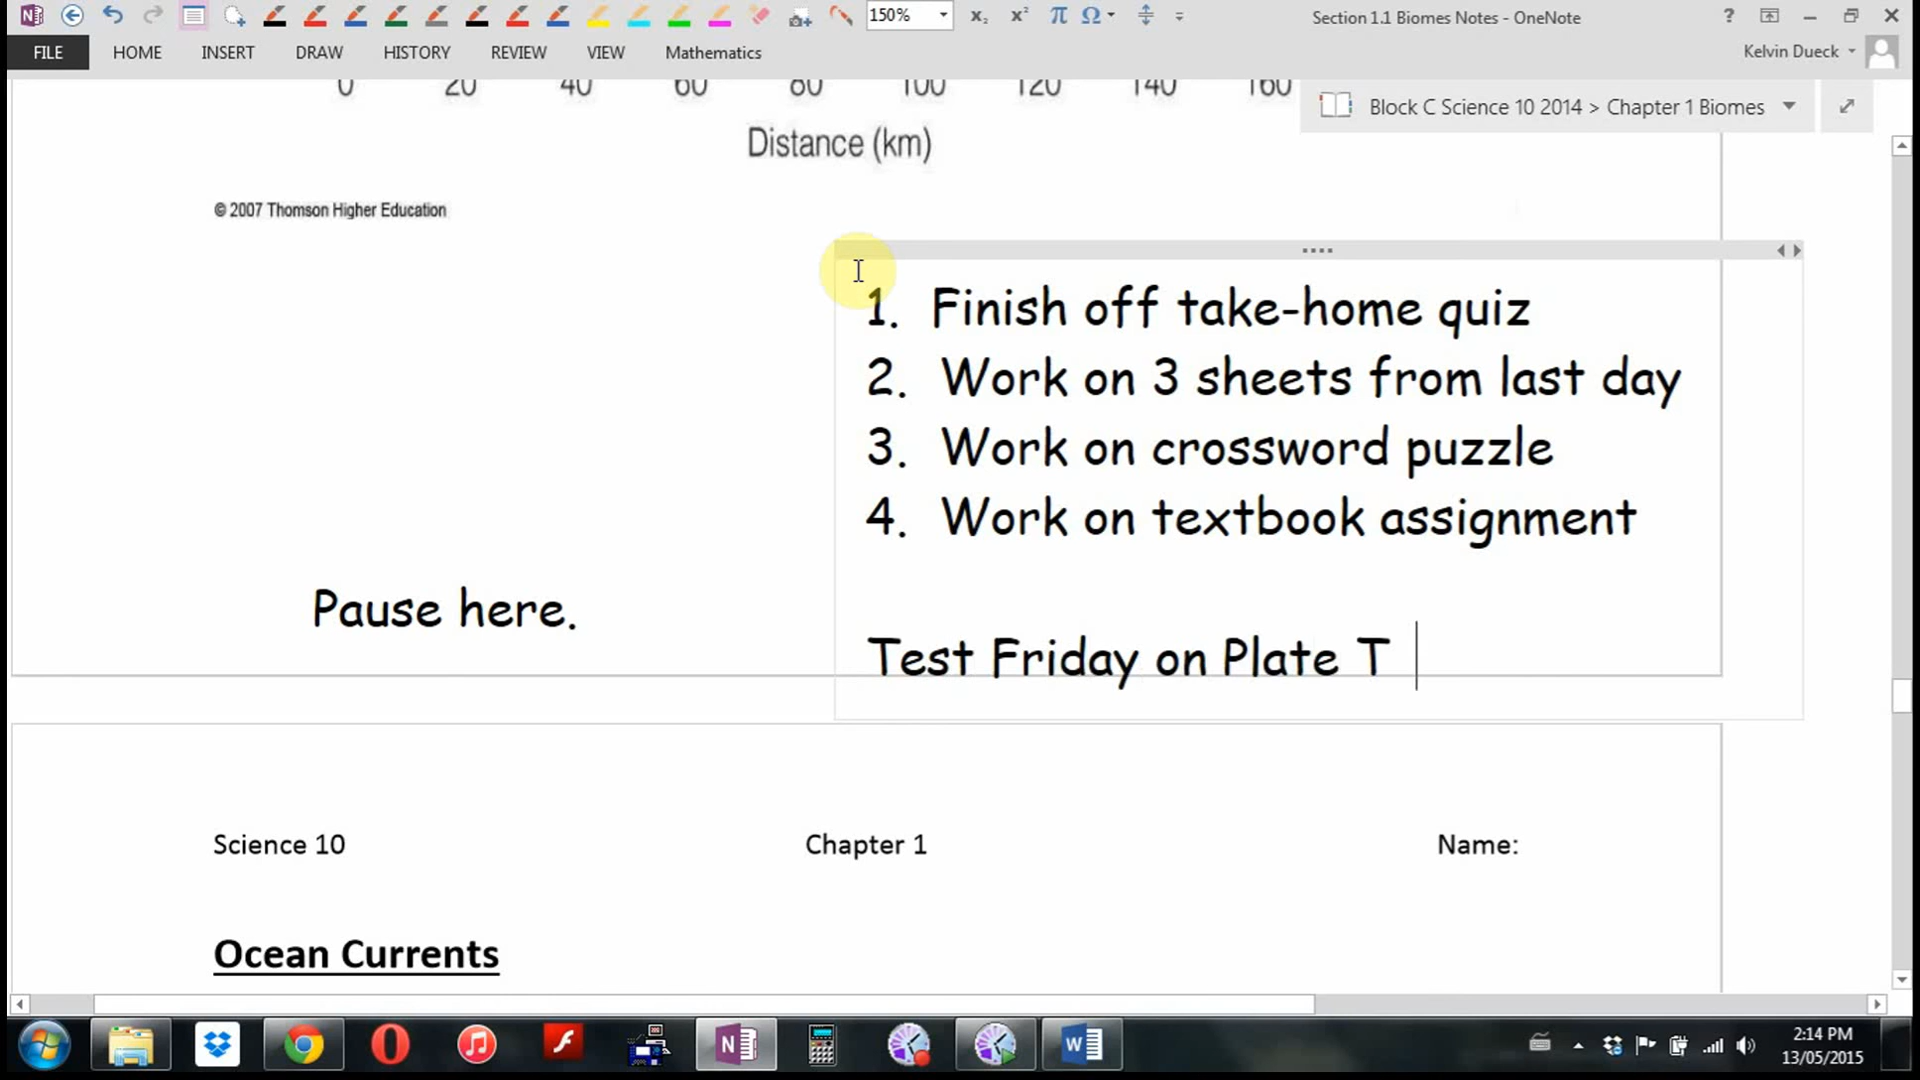 150%
x₂ x² π Ω
Section 1.1 Biomes Notes - OneNote
?
FILE HOME INSERT DRAW HISTORY REVIEW VIEW Mathematics
Kelvin Dueck
0 20 40 60 80 100 120 140 160
Block C Science 10 2014 > Chapter 1 Biomes
Distance (km)
© 2007 Thomson Higher Education
1. Finish off take-home quiz
2. Work on 3 sheets from last day
3. Work on crossword puzzle
4. Work on textbook assignment
Pause here.
Test Friday on Plate T
Science 10 Chapter 1 Name:
Ocean Currents
2:14 PM
13/05/2015